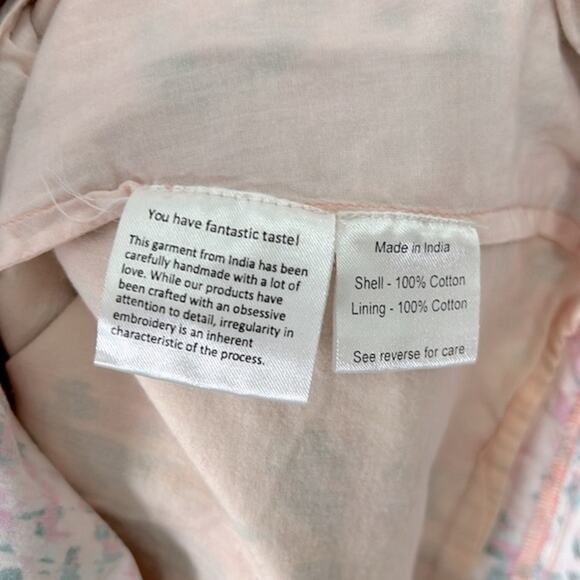 You have fantastic taste!
This garment from India has been
carefully handmade with a lot of
love. While our products have
been crafted with an obsessive
attention to detail, irregularity in
embroidery is an inherent
characteristic of the process.
Made in India
Shell - 100% Cotton
Lining - 100% Cotton
See reverse for care